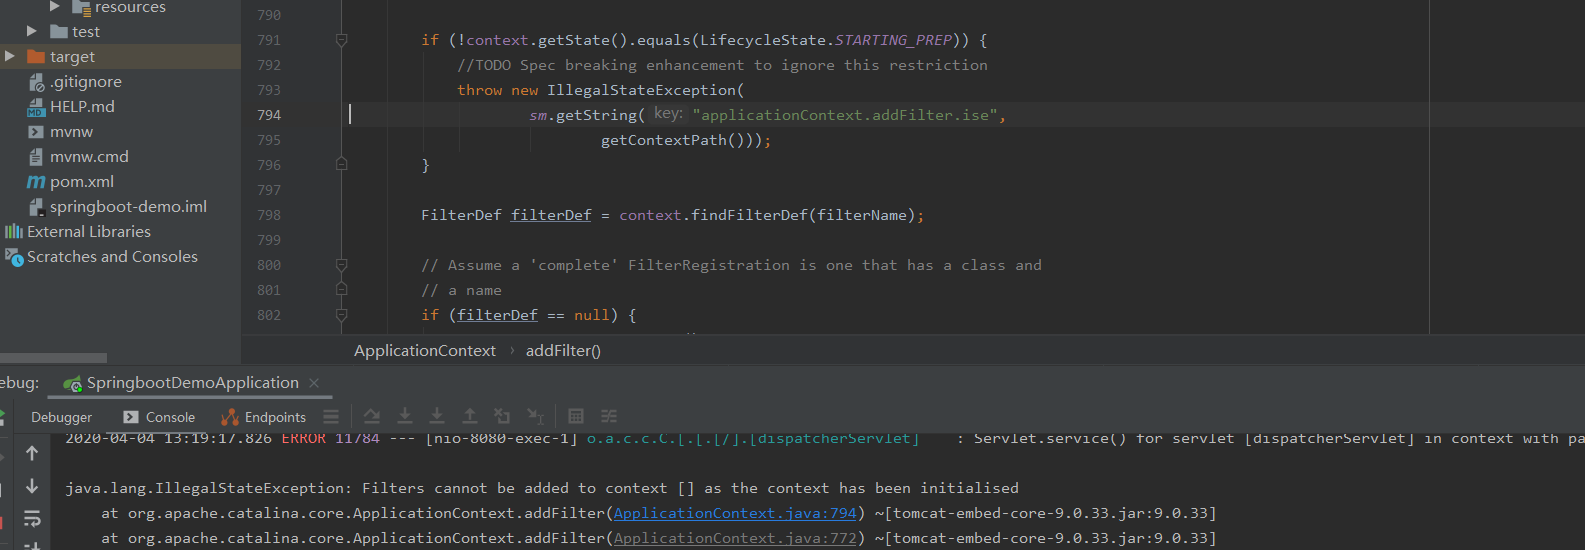 resources
test
target
.gitignore
HELP.md
mvnw
mvnw.cmd
pom.xml
springboot-demo.iml
External Libraries
Scratches and Consoles
790
791 if (!context.getState().equals(LifecycleState.STARTING_PREP)) {
792 //TODO Spec breaking enhancement to ignore this restriction
793 throw new IllegalStateException(
794 sm.getString( key: "applicationContext.addFilter.ise",
795 getContextPath()));
796 }
797
798 FilterDef filterDef = context.findFilterDef(filterName);
799
800 // Assume a 'complete' FilterRegistration is one that has a class and
801 // a name
802 if (filterDef == null) {
ApplicationContext › addFilter()
ebug: SpringbootDemoApplication ×
Debugger Console Endpoints
2020-04-04 13:19:17.826 ERROR 11784 --- [nio-8080-exec-1] o.a.c.c.C.[.[.[/].[dispatcherServlet] : Servlet.service() for servlet [dispatcherServlet] in context with pa
java.lang.IllegalStateException: Filters cannot be added to context [] as the context has been initialised
at org.apache.catalina.core.ApplicationContext.addFilter(ApplicationContext.java:794) ~[tomcat-embed-core-9.0.33.jar:9.0.33]
at org.apache.catalina.core.ApplicationContext.addFilter(ApplicationContext.java:772) ~[tomcat-embed-core-9.0.33.jar:9.0.33]